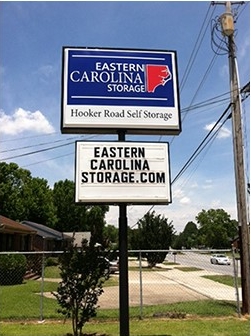 EASTERN
CAROLINA
STORAGE
Hooker Road Self Storage
EASTERN
CAROLINA
STORAGE.COM